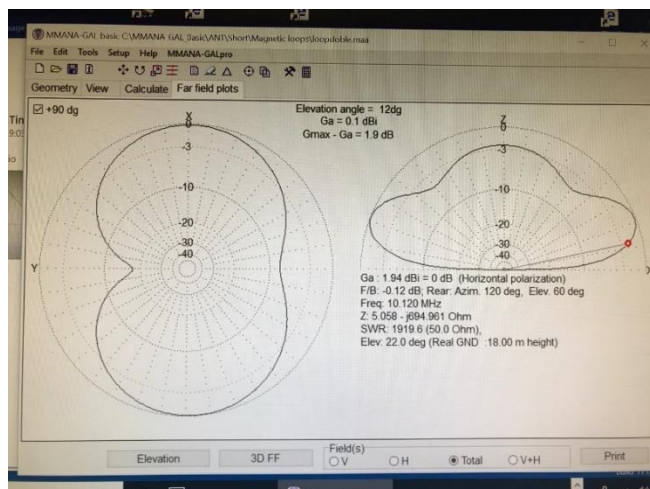 MMANA-GAL basic C:\MMANA GAL_Basic\ANT\Short\Magnetic loops\loopdoble.maa
File Edit Tools Setup Help MMANA-GALpro
Geometry View Calculate Far field plots
+90 dg
Elevation angle = 12dg
Ga = 0.1 dBi
Gmax - Ga = 1.9 dB
X
0
-3
-10
-20
-30
-40
Y
Z
0
-3
-10
-20
-30
-40
X
Ga : 1.94 dBi = 0 dB (Horizontal polarization)
F/B: -0.12 dB; Rear: Azim. 120 deg, Elev. 60 deg
Freq: 10.120 MHz
Z: 5.058 - j694.961 Ohm
SWR: 1919.6 (50.0 Ohm),
Elev: 22.0 deg (Real GND :18.00 m height)
Elevation
3D FF
Field(s)
V H Total V+H
Print